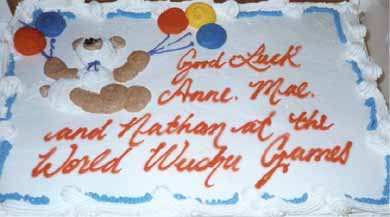 Good Luck
Anne. Mae.
and Nathan at the
World Wushu Games